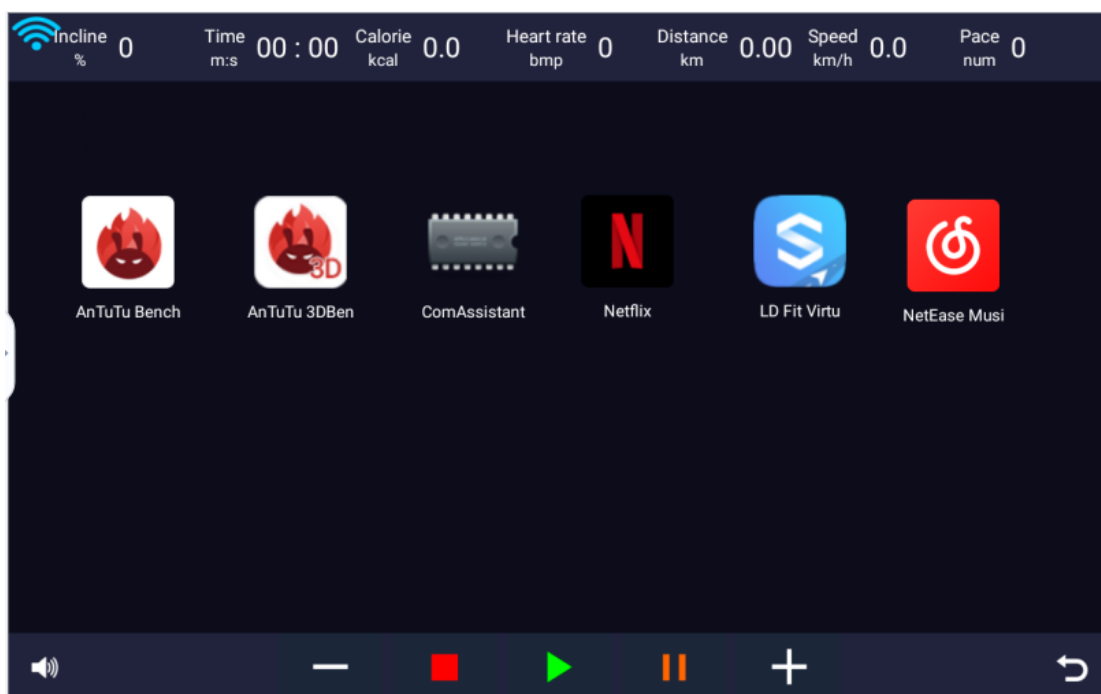 Incline % 0
Time m:s 00 : 00
Calorie kcal 0.0
Heart rate bmp 0
Distance km 0.00
Speed km/h 0.0
Pace num 0
3D
N
AnTuTu Bench
AnTuTu 3DBen
ComAssistant
Netflix
LD Fit Virtu
NetEase Musi